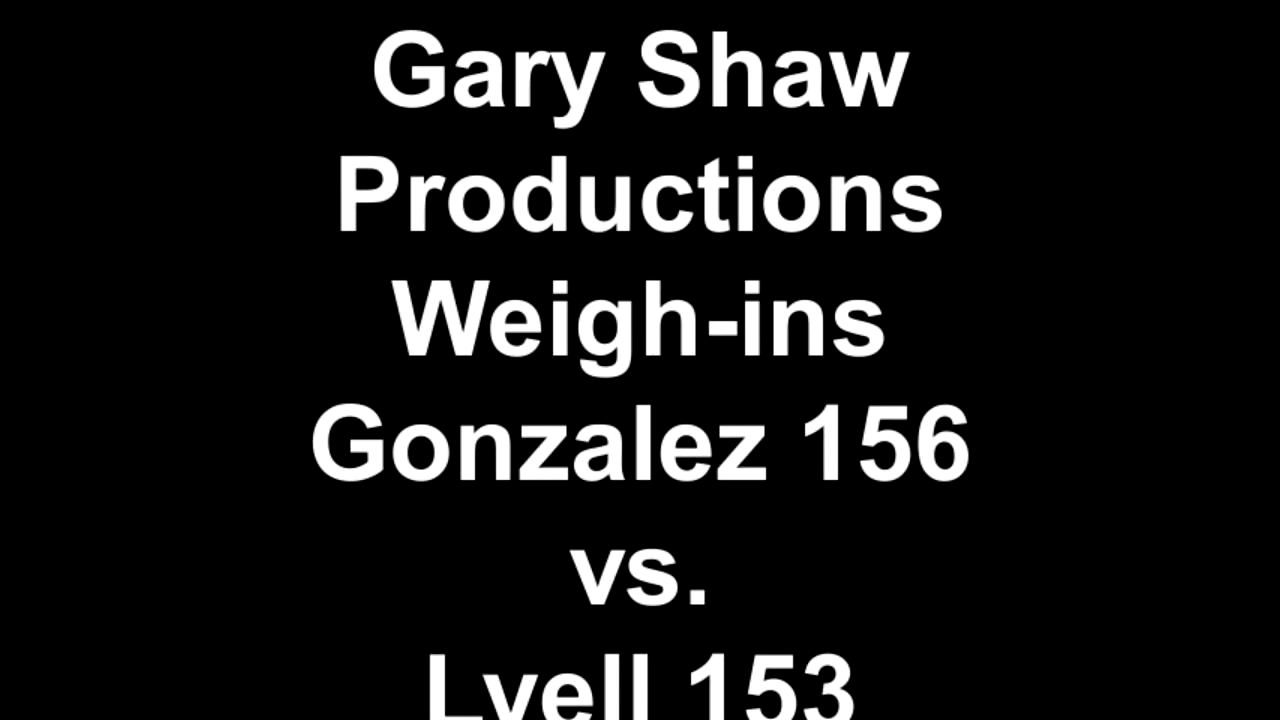 Gary Shaw
Productions
Weigh-ins
Gonzalez 156
vs.
Lyell 153